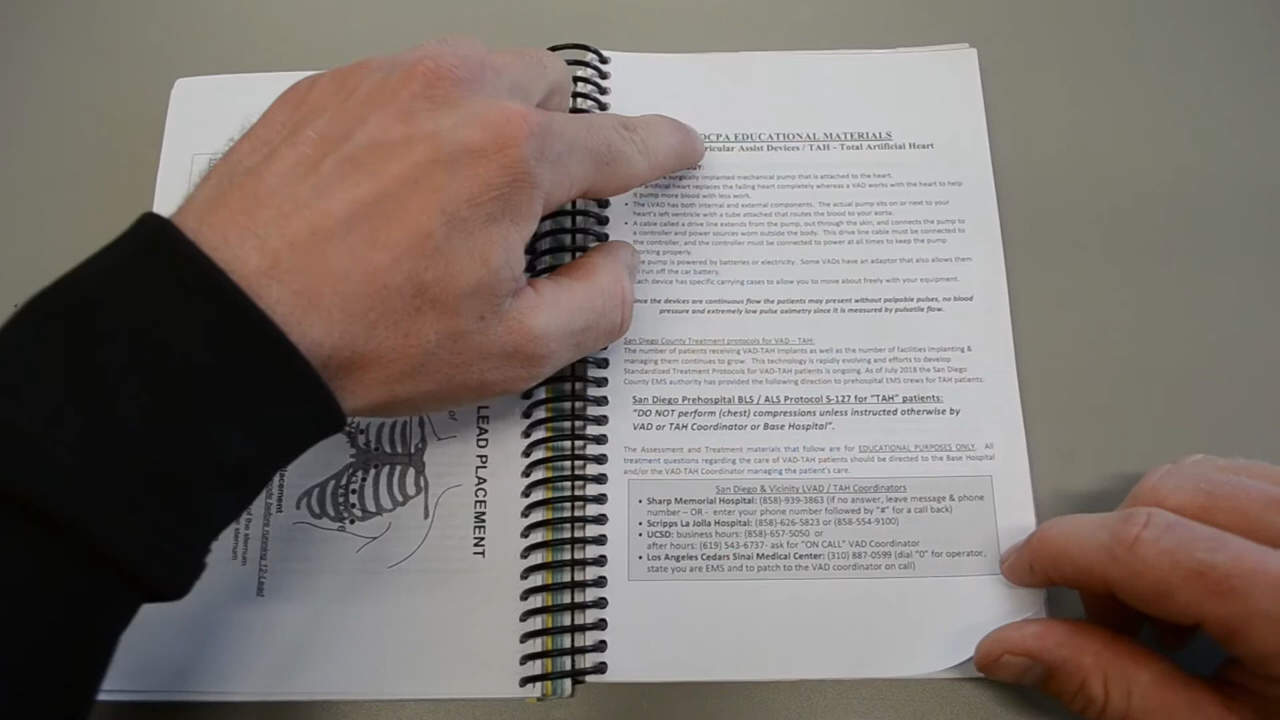 LEAD PLACEMENT
of
lacement
of the sternum
sternum
before running 12-Lead
DCPA EDUCATIONAL MATERIALS
ricular Assist Devices / TAH - Total Artificial Heart
surgically implanted mechanical pump that is attached to the heart.
artificial heart replaces the failing heart completely whereas a VAD works with the heart to help
it pump more blood with less work.
• The LVAD has both internal and external components. The actual pump sits on or next to your
heart's left ventricle with a tube attached that routes the blood to your aorta.
• A cable called a drive line extends from the pump, out through the skin, and connects the pump to
a controller and power sources worn outside the body. This drive line cable must be connected to
the controller, and the controller must be connected to power at all times to keep the pump
working properly.
pump is powered by batteries or electricity. Some VADs have an adaptor that also allows them
run off the car battery.
ach device has specific carrying cases to allow you to move about freely with your equipment.
ince the devices are continuous flow the patients may present without palpable pulses, no blood
pressure and extremely low pulse oximetry since it is measured by pulsatile flow.
San Diego County Treatment protocols for VAD – TAH:
The number of patients receiving VAD-TAH implants as well as the number of facilities implanting &
managing them continues to grow. This technology is rapidly evolving and efforts to develop
Standardized Treatment Protocols for VAD-TAH patients is ongoing. As of July 2018 the San Diego
County EMS authority has provided the following direction to prehospital EMS crews for TAH patients:
San Diego Prehospital BLS / ALS Protocol S-127 for "TAH" patients:
"DO NOT perform (chest) compressions unless instructed otherwise by
VAD or TAH Coordinator or Base Hospital".
The Assessment and Treatment materials that follow are for EDUCATIONAL PURPOSES ONLY. All
treatment questions regarding the care of VAD-TAH patients should be directed to the Base Hospital
and/or the VAD-TAH Coordinator managing the patient's care.
San Diego & Vicinity LVAD / TAH Coordinators
• Sharp Memorial Hospital: (858)-939-3863 (if no answer, leave message & phone
number – OR - enter your phone number followed by "#" for a call back)
• Scripps La Jolla Hospital: (858)-626-5823 or (858-554-9100)
• UCSD: business hours: (858)-657-5050 or
after hours: (619) 543-6737- ask for "ON CALL" VAD Coordinator
• Los Angeles Cedars Sinai Medical Center: (310) 887-0599 (dial "0" for operator,
state you are EMS and to patch to the VAD coordinator on call)